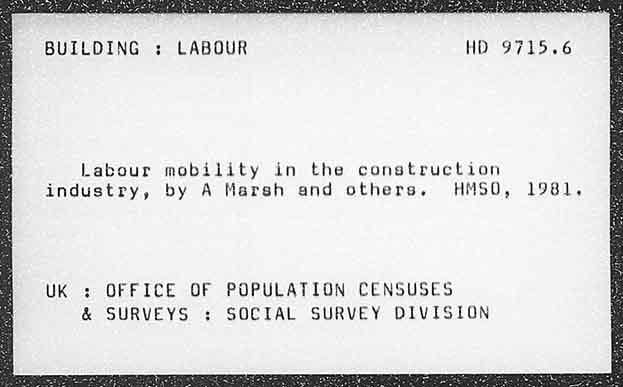 BUILDING : LABOUR HD 9715.6
Labour mobility in the construction
industry, by A Marsh and others. HMSO, 1981.
UK : OFFICE OF POPULATION CENSUSES
& SURVEYS : SOCIAL SURVEY DIVISION